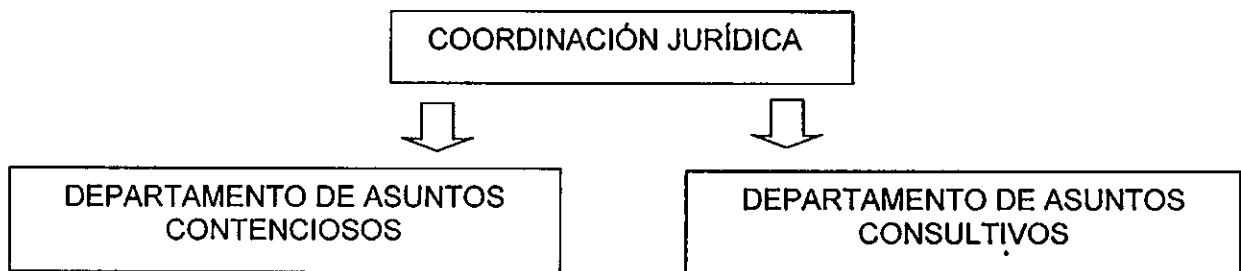 COORDINACIÓN JURÍDICA
DEPARTAMENTO DE ASUNTOS
CONTENCIOSOS
DEPARTAMENTO DE ASUNTOS
CONSULTIVOS